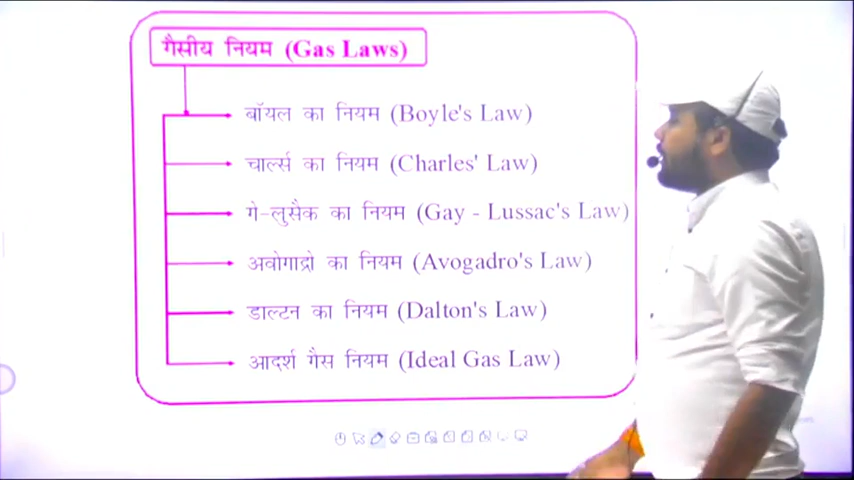 गैसीय नियम (Gas Laws)
बॉयल का नियम (Boyle's Law)
चार्ल्स का नियम (Charles' Law)
गे-लुसैक का नियम (Gay - Lussac's Law)
अवोगाद्रो का नियम (Avogadro's Law)
डाल्टन का नियम (Dalton's Law)
आदर्श गैस नियम (Ideal Gas Law)